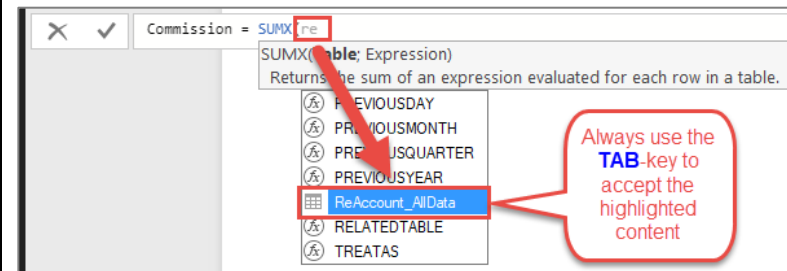 Commission = SUMX(re
SUMX(Table; Expression)
Returns the sum of an expression evaluated for each row in a table.
PREVIOUSDAY
PREVIOUSMONTH
PREVIOUSQUARTER
PREVIOUSYEAR
ReAccount_AllData
RELATEDTABLE
TREATAS
Always use the
TAB-key to
accept the
highlighted
content